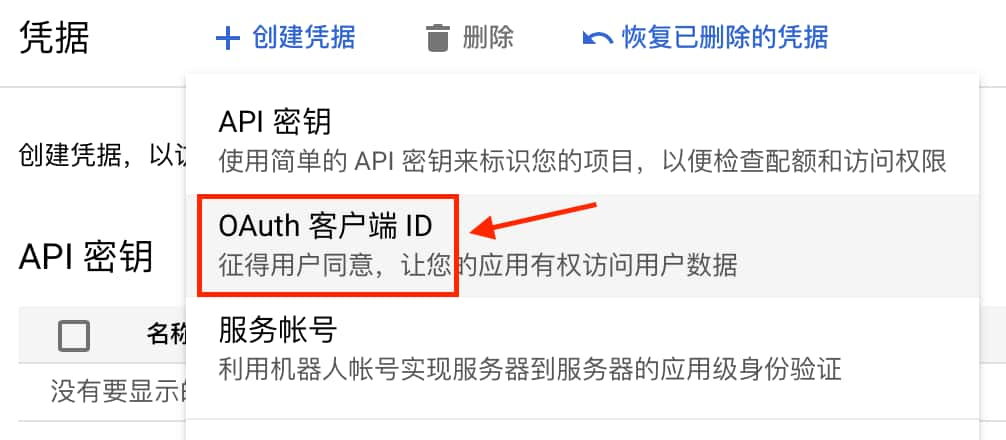 凭据 创建凭据 删除 恢复已删除的凭据
API 密钥
使用简单的 API 密钥来标识您的项目，以便检查配额和访问权限
创建凭据，以
OAuth 客户端 ID
征得用户同意，让您的应用有权访问用户数据
API 密钥
服务帐号
利用机器人帐号实现服务器到服务器的应用级身份验证
名称
没有要显示的